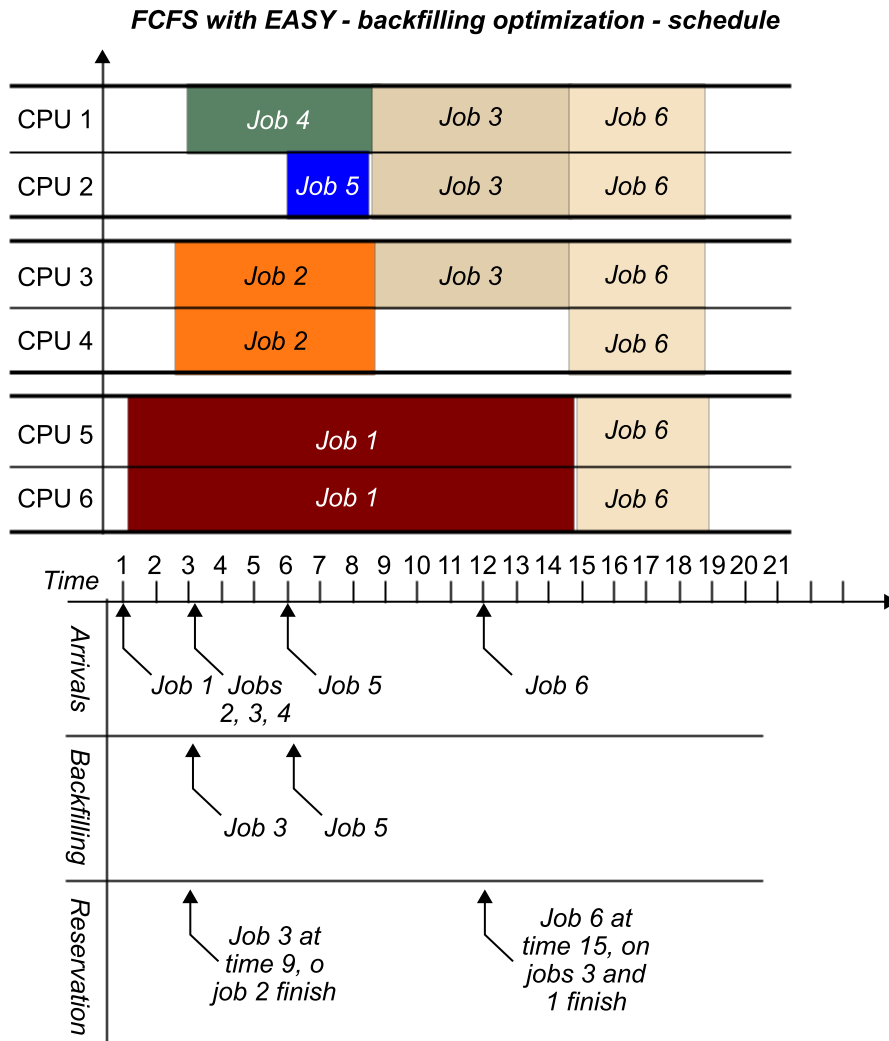 FCFS with EASY - backfilling optimization - schedule
CPU 1 Job 4 Job 3 Job 6
CPU 2 Job 5 Job 3 Job 6
CPU 3 Job 2 Job 3 Job 6
CPU 4 Job 2 Job 6
CPU 5 Job 1 Job 6
CPU 6 Job 1 Job 6
Time 1 2 3 4 5 6 7 8 9 10 11 12 13 14 15 16 17 18 19 20 21
Arrivals
Job 1
Jobs
2, 3, 4
Job 5
Job 6
Backfilling
Job 3
Job 5
Reservation
Job 3 at
time 9, o
job 2 finish
Job 6 at
time 15, on
jobs 3 and
1 finish